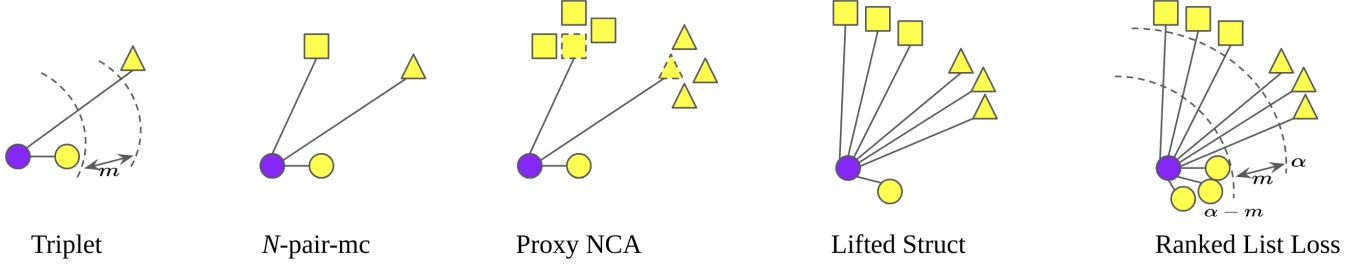 m
α
m
α − m
Triplet
N-pair-mc
Proxy NCA
Lifted Struct
Ranked List Loss